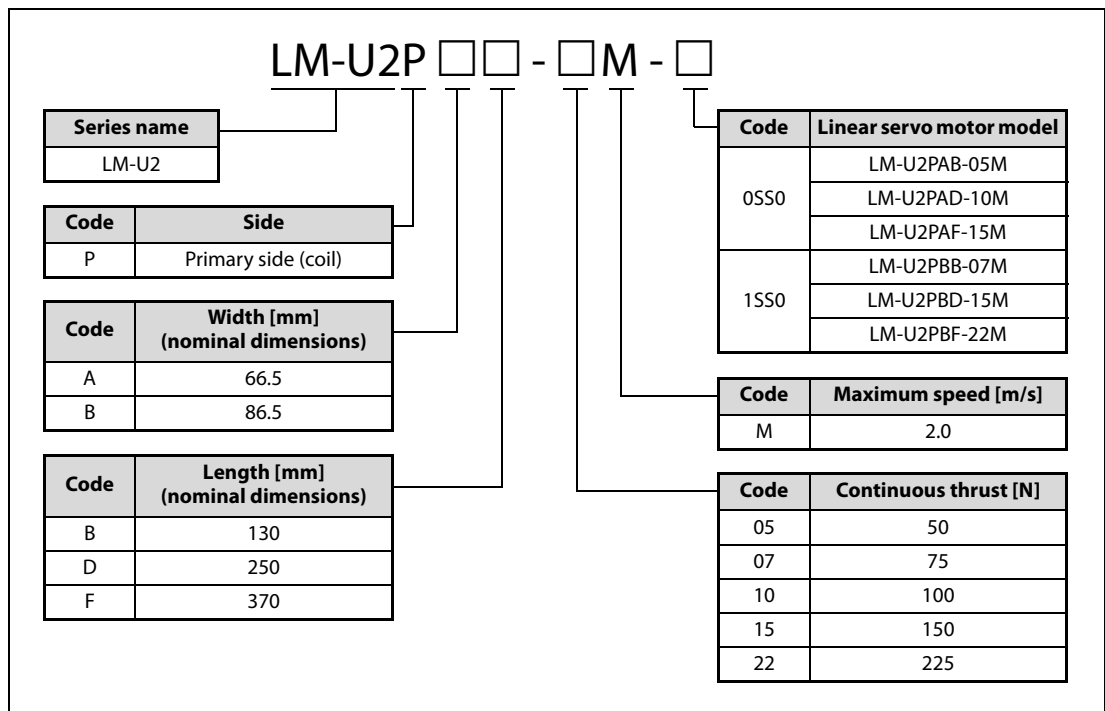 LM-U2P □□ - □M - □
Series name
LM-U2
Code Side
P Primary side (coil)
Code Width [mm]
(nominal dimensions)
A 66.5
B 86.5
Code Length [mm]
(nominal dimensions)
B 130
D 250
F 370
Code Linear servo motor model
0SS0
LM-U2PAB-05M
LM-U2PAD-10M
LM-U2PAF-15M
1SS0
LM-U2PBB-07M
LM-U2PBD-15M
LM-U2PBF-22M
Code Maximum speed [m/s]
M 2.0
Code Continuous thrust [N]
05 50
07 75
10 100
15 150
22 225